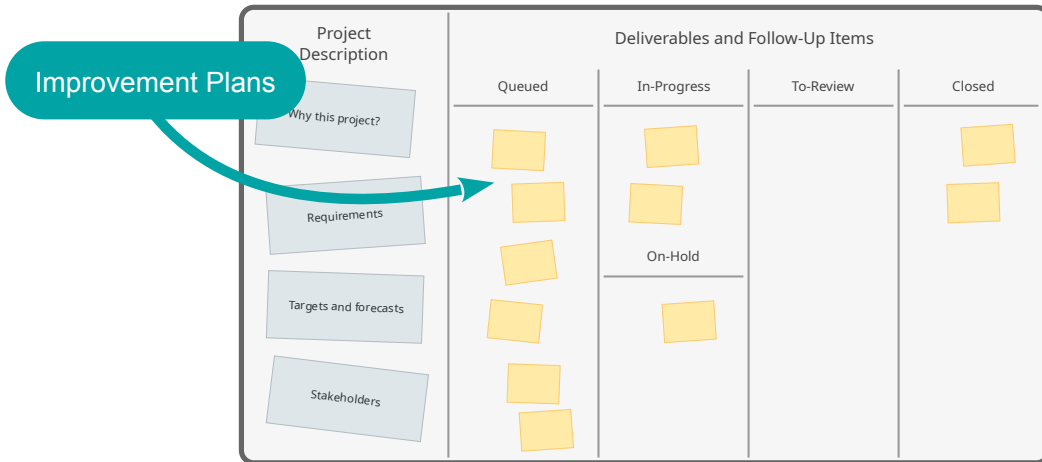 Project
Description
Deliverables and Follow-Up Items
Improvement Plans
Queued
In-Progress
To-Review
Closed
Why this project?
Requirements
On-Hold
Targets and forecasts
Stakeholders